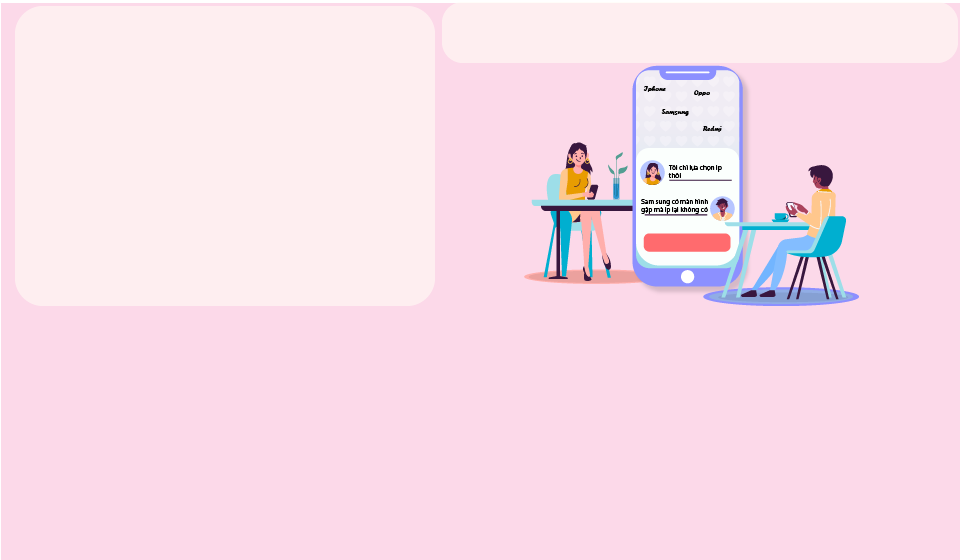 Iphone
Oppo
Samsung
Redmi
Tôi chỉ lựa chọn ip
thôi
Sam sung có màn hình
gập mà ip lại không có